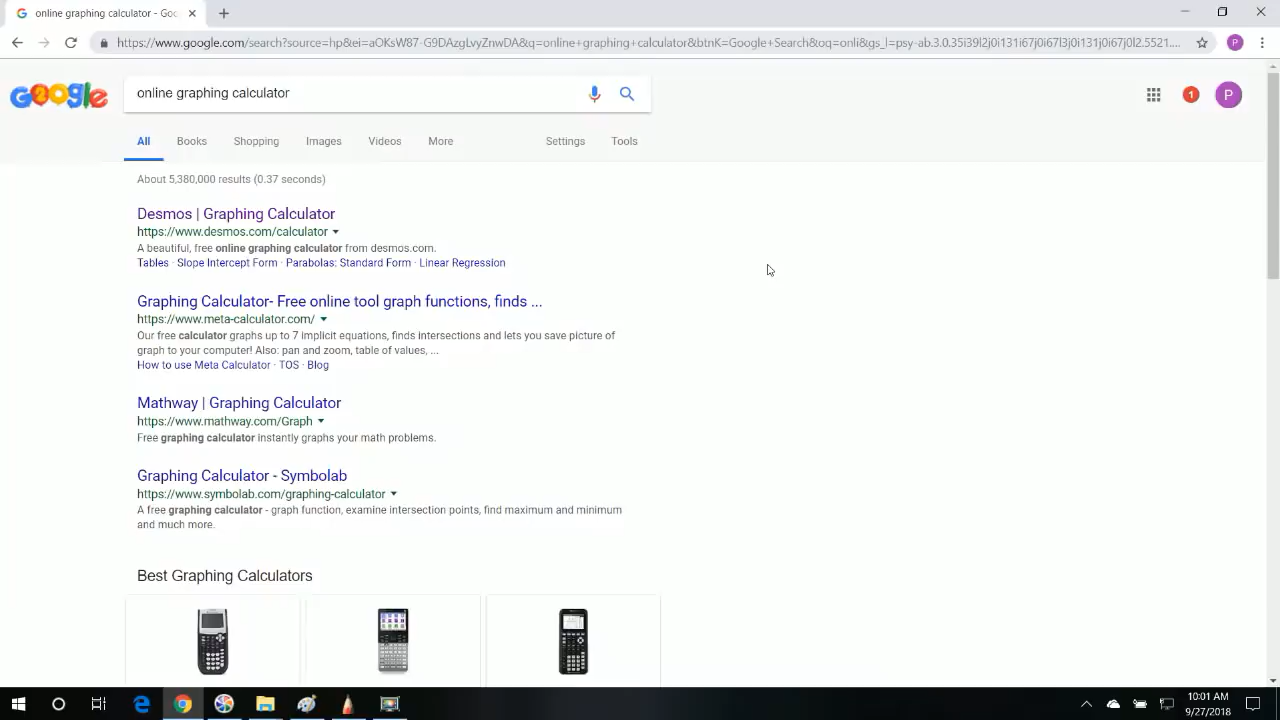 online graphing calculator - Goo
https://www.google.com/search?source=hp&ei=aOKsW87-G9DAzgLvyZnwDA&q=online+graphing+calculator&btnK=Google+Search&oq=onli&gs_l=psy-ab.3.0.35i39l2j0i131i67j0i67l3j0i131j0i67j0l2.5521....
P
Google
online graphing calculator
1
P
All Books Shopping Images Videos More Settings Tools
About 5,380,000 results (0.37 seconds)
Desmos | Graphing Calculator
https://www.desmos.com/calculator
A beautiful, free online graphing calculator from desmos.com.
Tables · Slope Intercept Form · Parabolas: Standard Form · Linear Regression
Graphing Calculator- Free online tool graph functions, finds ...
https://www.meta-calculator.com/
Our free calculator graphs up to 7 implicit equations, finds intersections and lets you save picture of
graph to your computer! Also: pan and zoom, table of values, ...
How to use Meta Calculator · TOS · Blog
Mathway | Graphing Calculator
https://www.mathway.com/Graph
Free graphing calculator instantly graphs your math problems.
Graphing Calculator - Symbolab
https://www.symbolab.com/graphing-calculator
A free graphing calculator - graph function, examine intersection points, find maximum and minimum
and much more.
Best Graphing Calculators
10:01 AM
9/27/2018